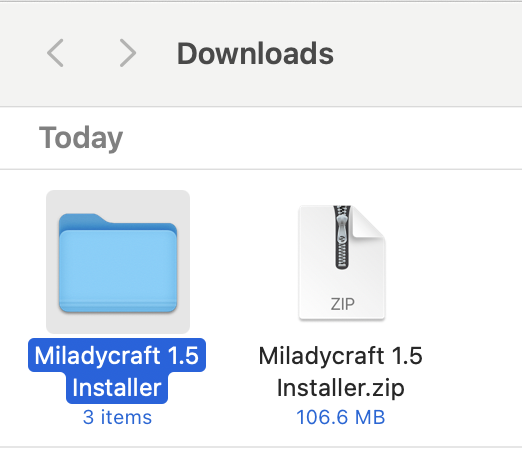 Downloads
Today
ZIP
Miladycraft 1.5
Installer
3 items
Miladycraft 1.5
Installer.zip
106.6 MB